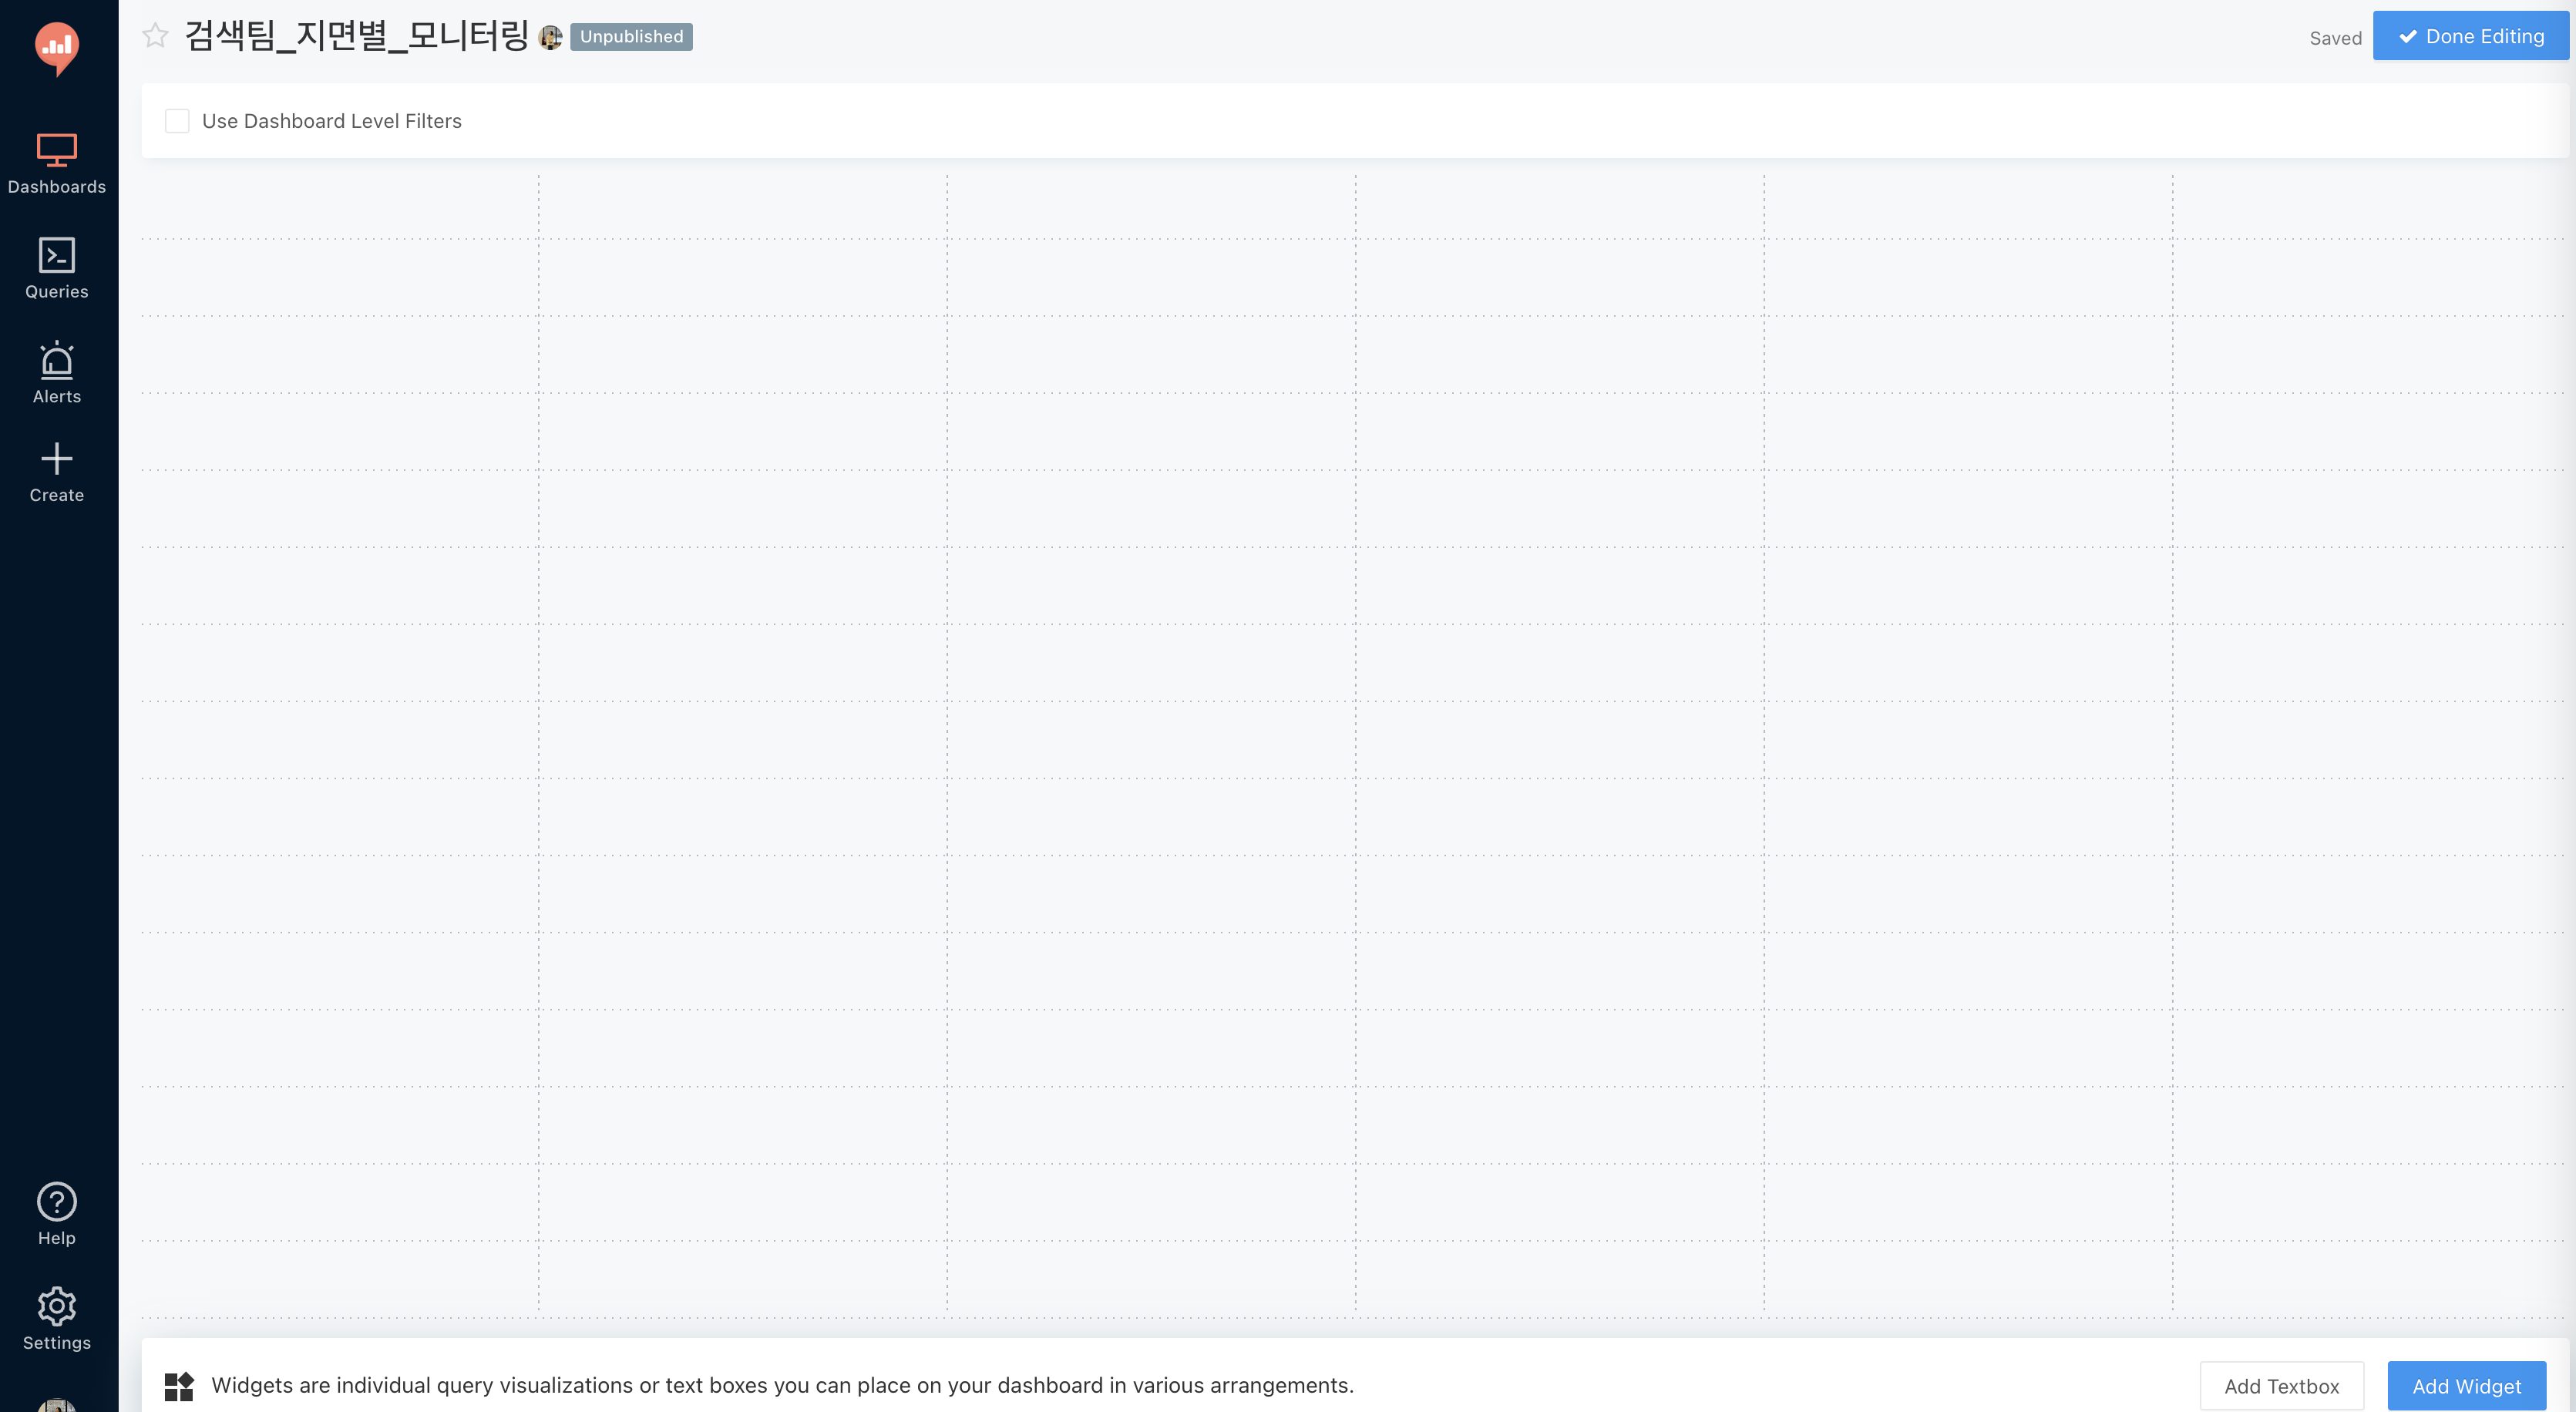 검색팀_지면별_모니터링 Unpublished
Saved Done Editing
Use Dashboard Level Filters
Dashboards
Queries
Alerts
Create
Help
Settings
Widgets are individual query visualizations or text boxes you can place on your dashboard in various arrangements.
Add Textbox Add Widget